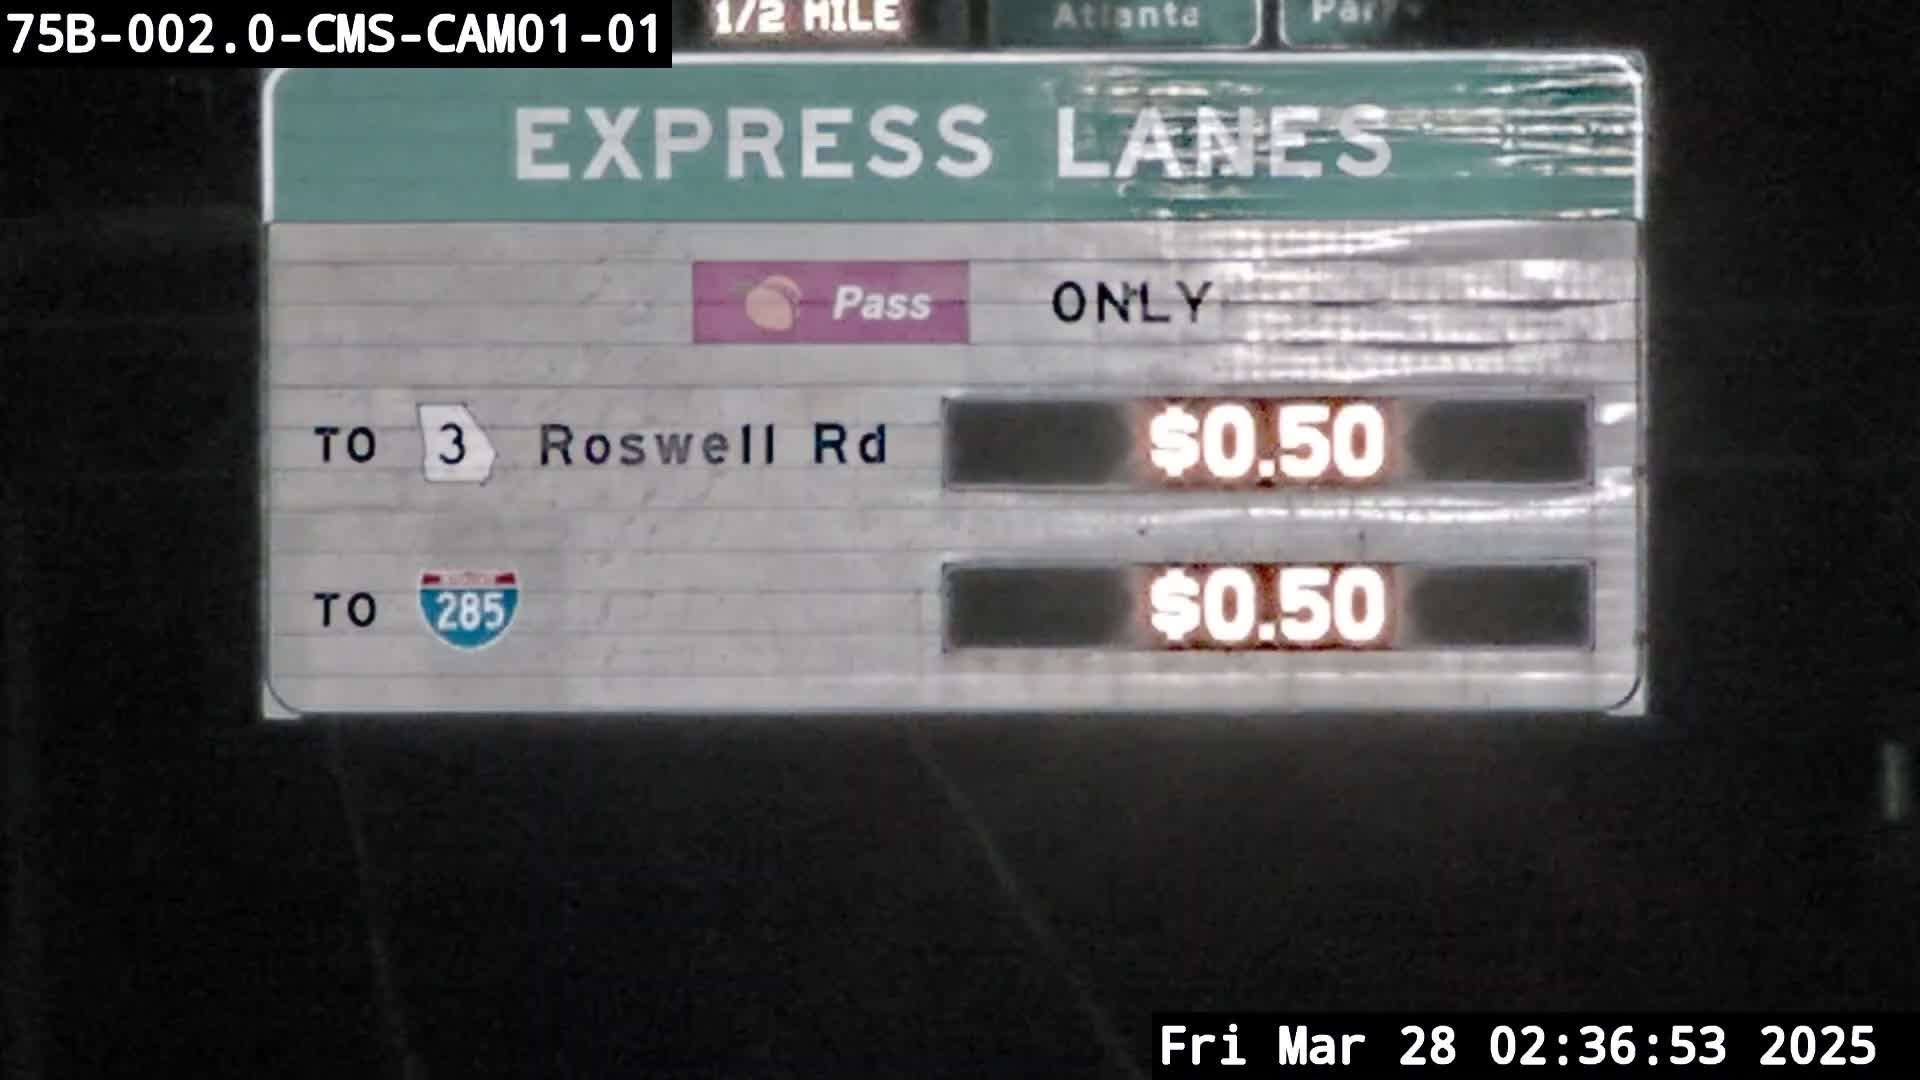 75B-002.0-CMS-CAM01-01
1/2 MILE
Atlanta
EXPRESS LANES
Pass ONLY
TO 3 Roswell Rd $0.50
TO 285 $0.50
Fri Mar 28 02:36:53 2025